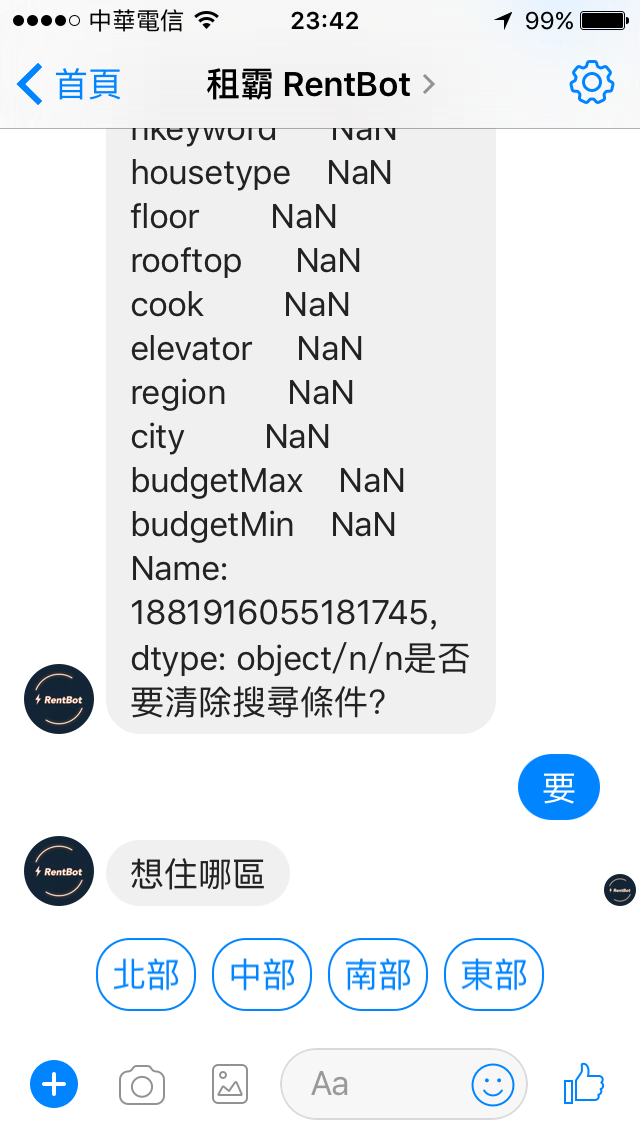 中華電信 23:42 99%
首頁 租霸 RentBot
nkeyword NaN
housetype NaN
floor NaN
rooftop NaN
cook NaN
elevator NaN
region NaN
city NaN
budgetMax NaN
budgetMin NaN
Name:
1881916055181745,
dtype: object/n/n是否
要清除搜尋條件?
RentBot
要
RentBot
想住哪區
RentBot
北部 中部 南部 東部
Aa